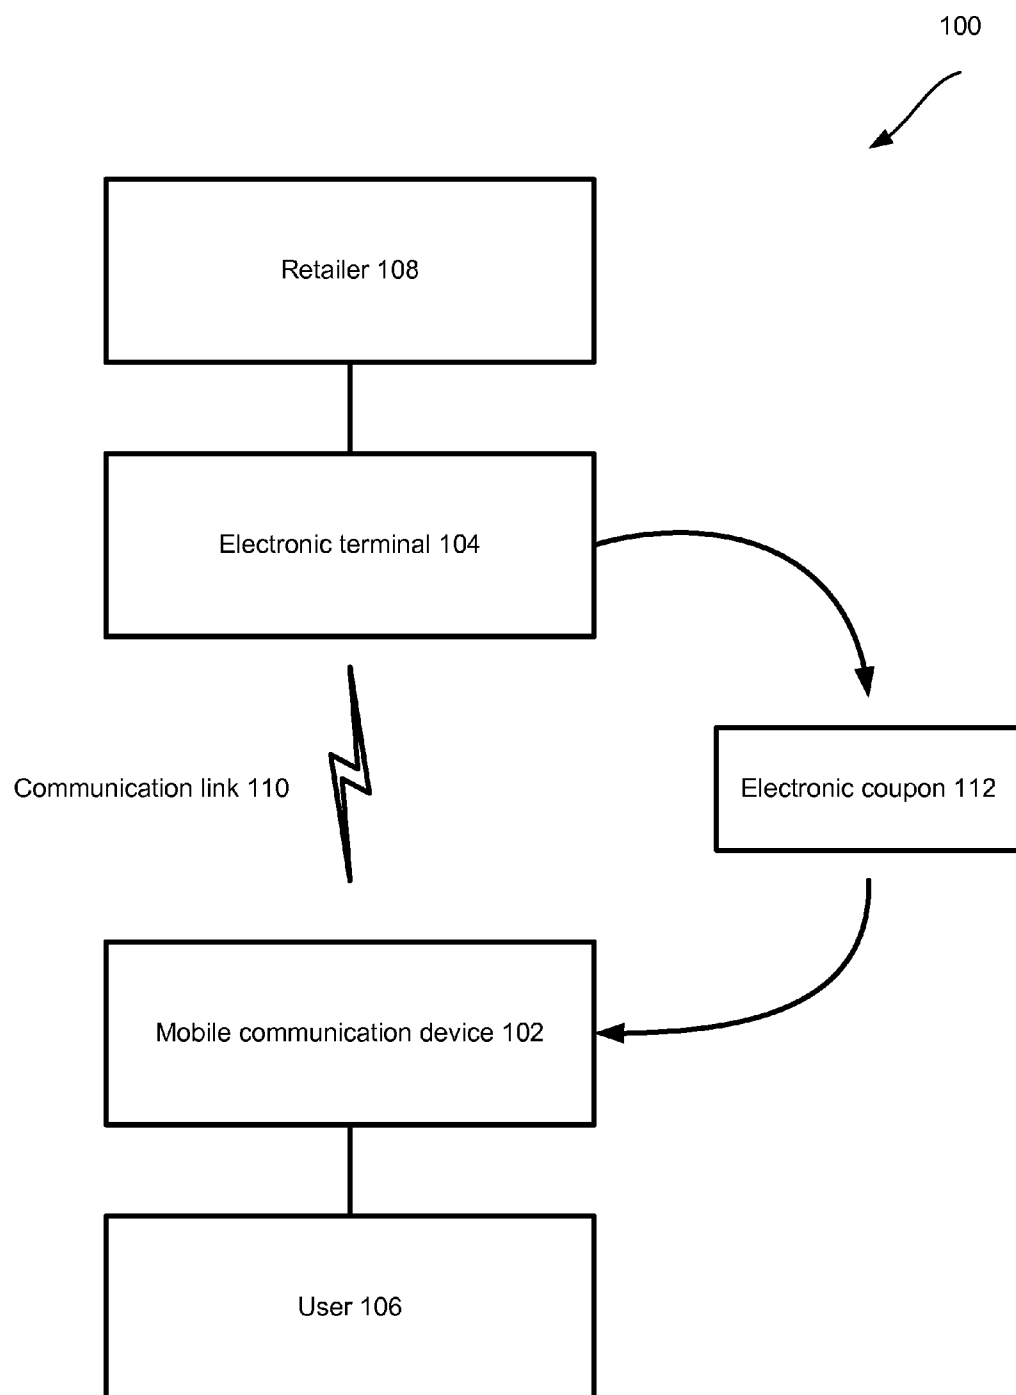 100
Retailer 108
Electronic terminal 104
Communication link 110
Electronic coupon 112
Mobile communication device 102
User 106